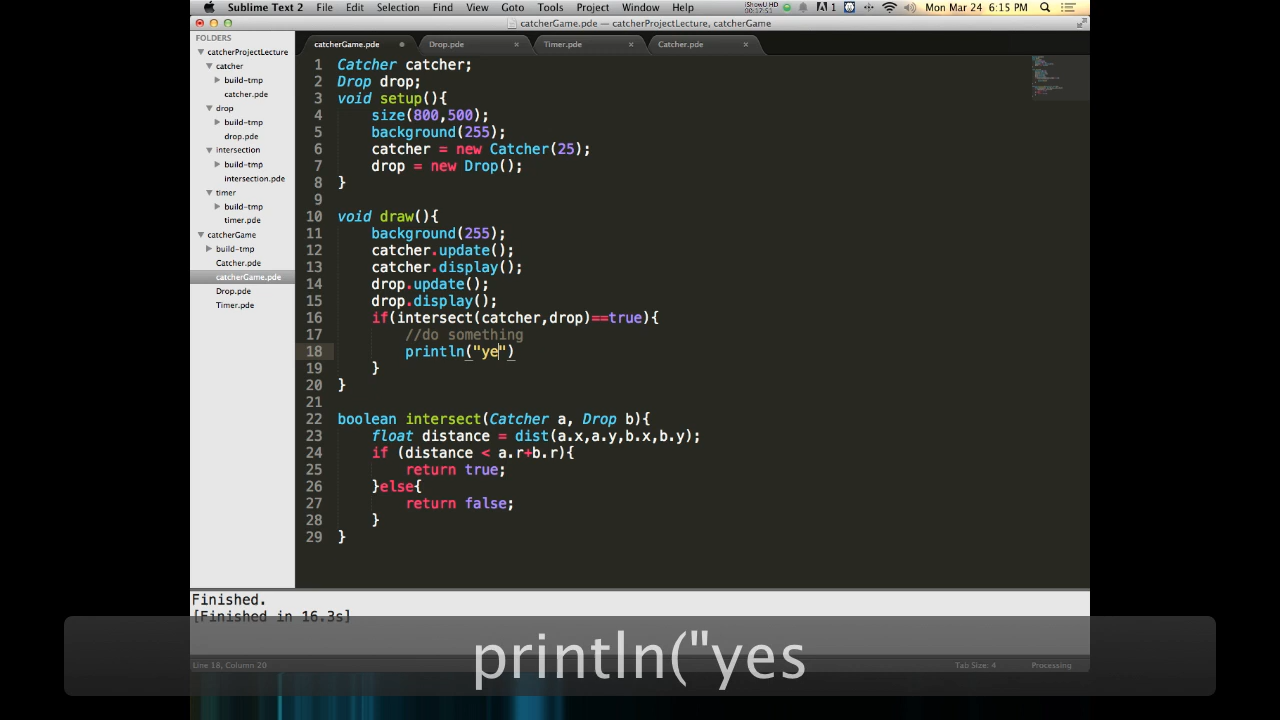 Sublime Text 2 File Edit Selection Find View Goto Tools Project Window Help iShowU HD 00:17:51 1 Mon Mar 24 6:15 PM
catcherGame.pde — catcherProjectLecture, catcherGame
FOLDERS
catcherProjectLecture
catcher
build-tmp
catcher.pde
drop
build-tmp
drop.pde
intersection
build-tmp
intersection.pde
timer
build-tmp
timer.pde
catcherGame
build-tmp
Catcher.pde
catcherGame.pde
Drop.pde
Timer.pde
catcherGame.pde Drop.pde Timer.pde Catcher.pde
1 Catcher catcher;
2 Drop drop;
3 void setup(){
4 size(800,500);
5 background(255);
6 catcher = new Catcher(25);
7 drop = new Drop();
8 }
9
10 void draw(){
11 background(255);
12 catcher.update();
13 catcher.display();
14 drop.update();
15 drop.display();
16 if(intersect(catcher,drop)==true){
17 //do something
18 println("ye")
19 }
20 }
21
22 boolean intersect(Catcher a, Drop b){
23 float distance = dist(a.x,a.y,b.x,b.y);
24 if (distance < a.r+b.r){
25 return true;
26 }else{
27 return false;
28 }
29 }
Finished.
[Finished in 16.3s]
println("yes
Line 18, Column 20 Tab Size: 4 Processing